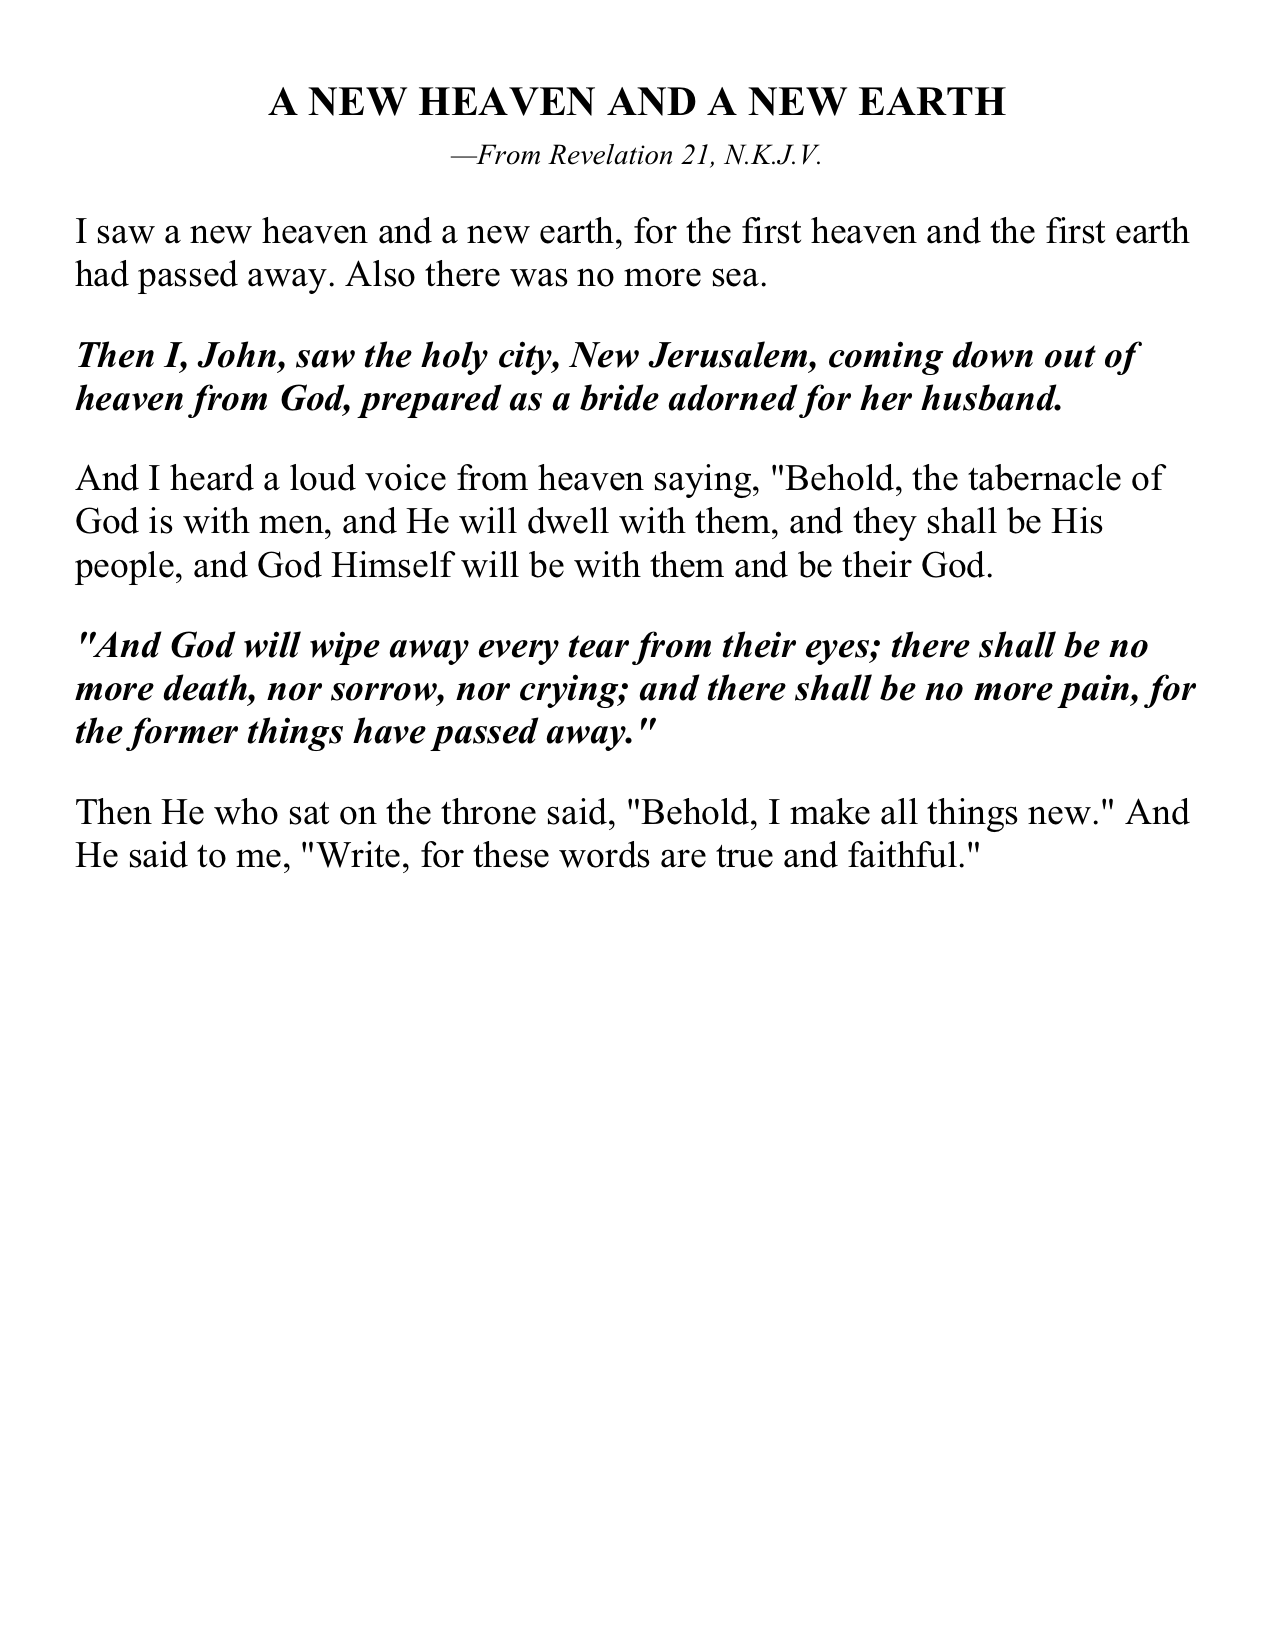 A NEW HEAVEN AND A NEW EARTH
—From Revelation 21, N.K.J.V.
I saw a new heaven and a new earth, for the first heaven and the first earth
had passed away. Also there was no more sea.
Then I, John, saw the holy city, New Jerusalem, coming down out of
heaven from God, prepared as a bride adorned for her husband.
And I heard a loud voice from heaven saying, "Behold, the tabernacle of
God is with men, and He will dwell with them, and they shall be His
people, and God Himself will be with them and be their God.
"And God will wipe away every tear from their eyes; there shall be no
more death, nor sorrow, nor crying; and there shall be no more pain, for
the former things have passed away."
Then He who sat on the throne said, "Behold, I make all things new." And
He said to me, "Write, for these words are true and faithful."